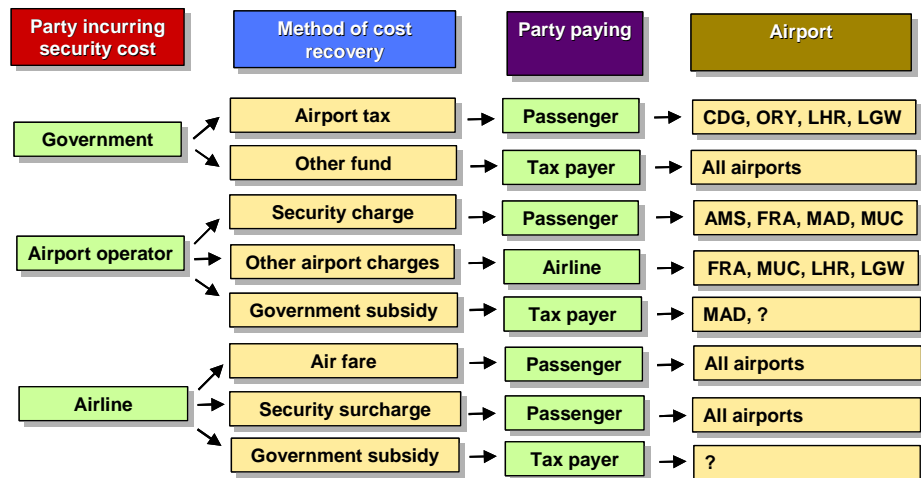 Party incurring
security cost
Method of cost
recovery
Party paying
Airport
Government
Airport tax
Passenger
CDG, ORY, LHR, LGW
Other fund
Tax payer
All airports
Airport operator
Security charge
Passenger
AMS, FRA, MAD, MUC
Other airport charges
Airline
FRA, MUC, LHR, LGW
Government subsidy
Tax payer
MAD, ?
Airline
Air fare
Passenger
All airports
Security surcharge
Passenger
All airports
Government subsidy
Tax payer
?